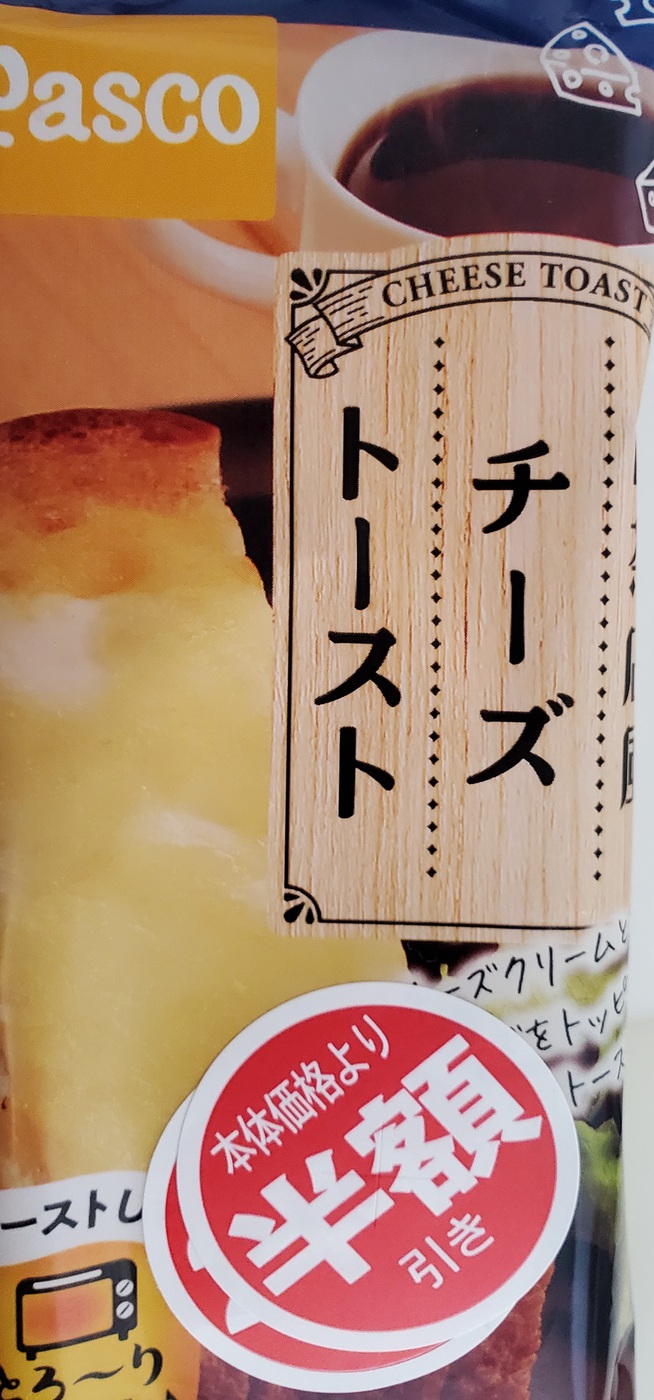 Pasco
CHEESE TOAST
チーズ
トースト
ーズクリームと
をトッピ
トース
本体価格より
半額
引き
ーストし
ろ〜り